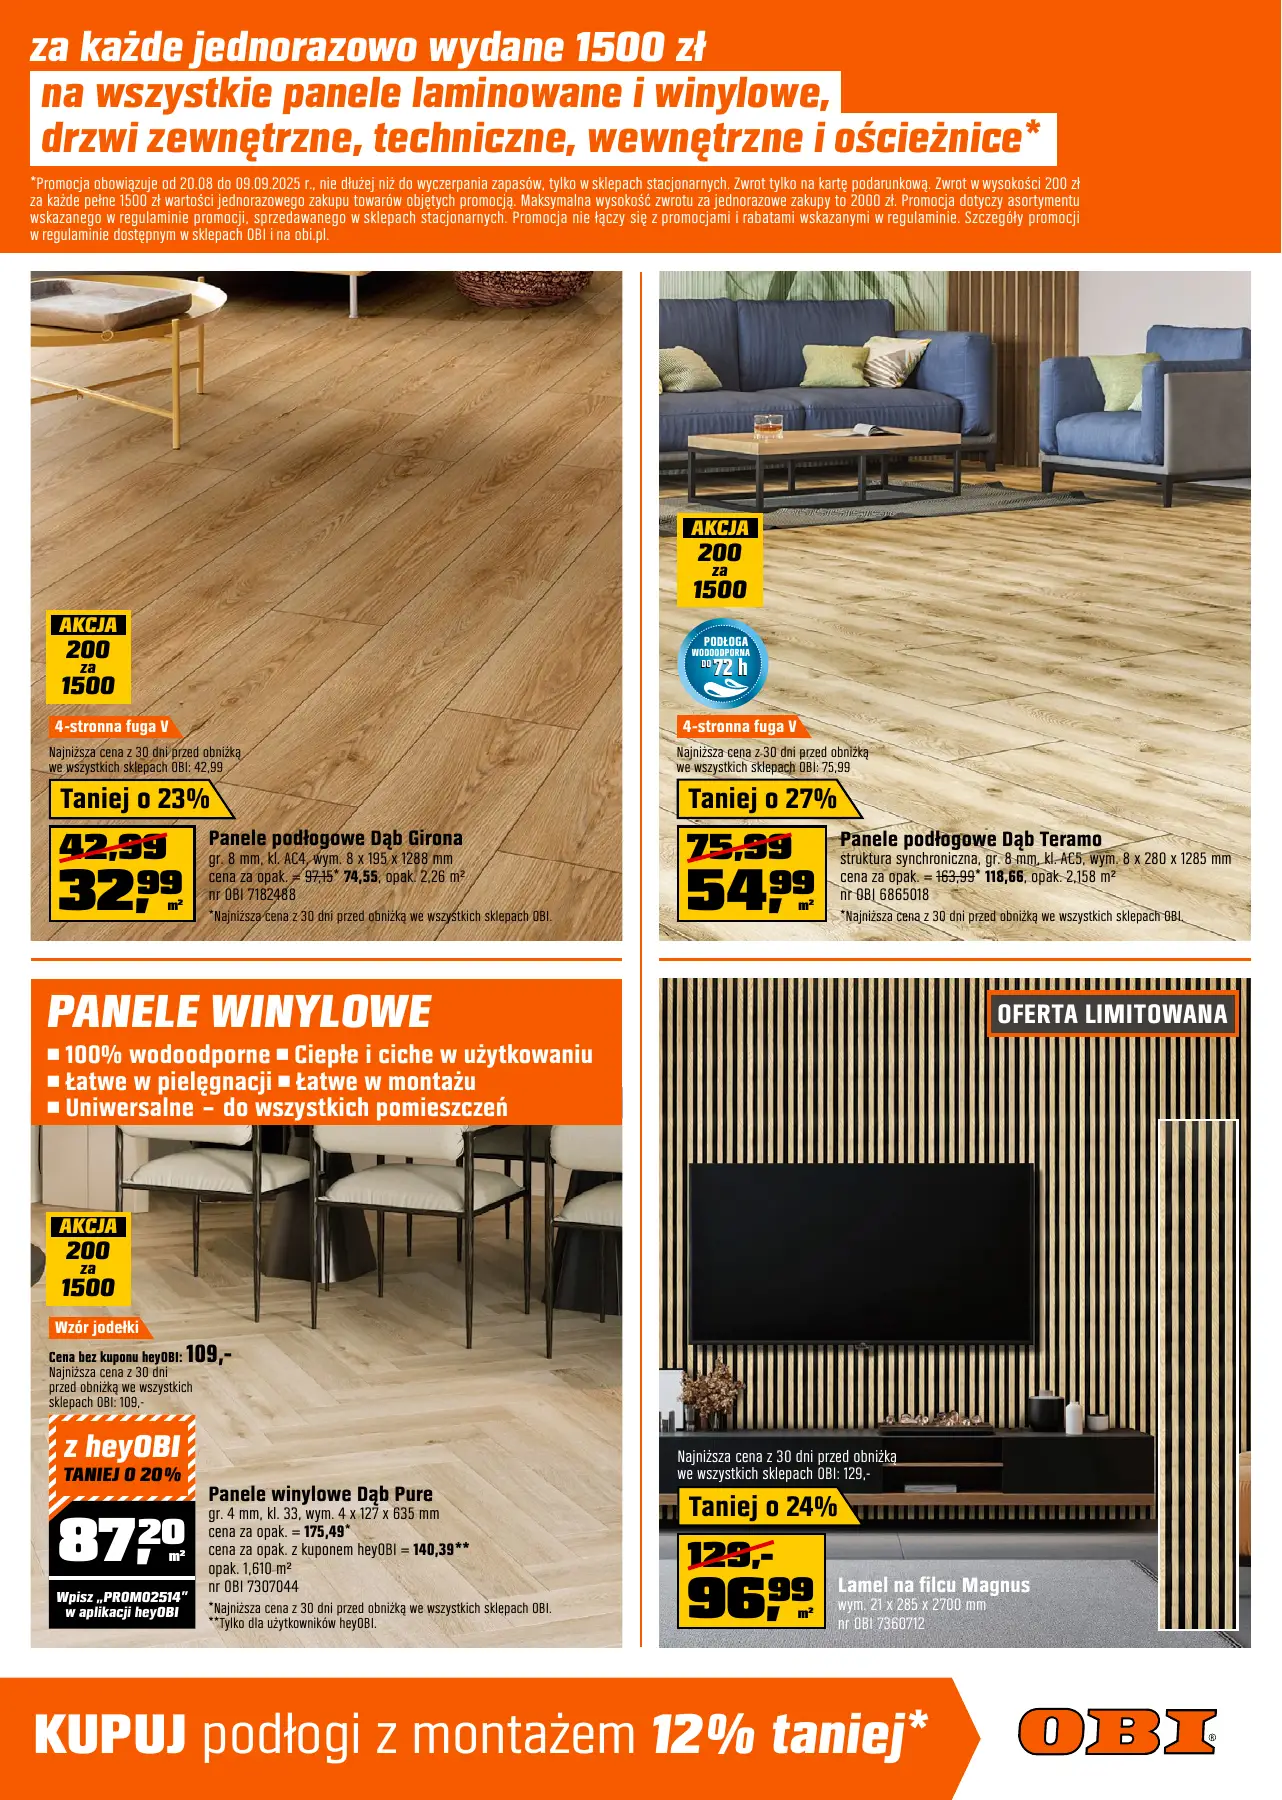 za każde jednorazowo wydane 1500 zł
na wszystkie panele laminowane i winylowe,
drzwi zewnętrzne, techniczne, wewnętrzne i ościeżnice*
*Promocja obowiązuje od 20.08 do 09.09.2025 r., nie dłużej niż do wyczerpania zapasów, tylko w sklepach stacjonarnych. Zwrot tylko na kartę podarunkową. Zwrot w wysokości 200 zł
za każde pełne 1500 zł wartości jednorazowego zakupu towarów objętych promocją. Maksymalna wysokość zwrotu za jednorazowe zakupy to 2000 zł. Promocja dotyczy asortymentu
wskazanego w regulaminie promocji, sprzedawanego w sklepach stacjonarnych. Promocja nie łączy się z promocjami i rabatami wskazanymi w regulaminie. Szczegóły promocji
w regulaminie dostępnym w sklepach OBI i na obi.pl.
AKCJA
200
za
1500
4-stronna fuga V
Najniższa cena z 30 dni przed obniżką
we wszystkich sklepach OBI: 42,99
Taniej o 23%
42,99
32,99
m²
Panele podłogowe Dąb Girona
gr. 8 mm, kl. AC4, wym. 8 x 195 x 1288 mm
cena za opak. = 97,15* 74,55, opak. 2,26 m²
nr OBI 7182488
*Najniższa cena z 30 dni przed obniżką we wszystkich sklepach OBI.
AKCJA
200
za
1500
PODŁOGA
WODOODPORNA
DO 72 h
4-stronna fuga V
Najniższa cena z 30 dni przed obniżką
we wszystkich sklepach OBI: 75,99
Taniej o 27%
75,99
54,99
m²
Panele podłogowe Dąb Teramo
struktura synchroniczna, gr. 8 mm, kl. AC5, wym. 8 x 280 x 1285 mm
cena za opak. = 163,99* 118,66, opak. 2,158 m²
nr OBI 6865018
*Najniższa cena z 30 dni przed obniżką we wszystkich sklepach OBI.
PANELE WINYLOWE
■ 100% wodoodporne ■ Ciepłe i ciche w użytkowaniu
■ Łatwe w pielęgnacji ■ Łatwe w montażu
■ Uniwersalne – do wszystkich pomieszczeń
AKCJA
200
za
1500
Wzór jodełki
Cena bez kuponu heyOBI: 109,-
Najniższa cena z 30 dni
przed obniżką we wszystkich
sklepach OBI: 109,-
z heyOBI
TANIEJ O 20%
87,20
m²
Wpisz „PROMO2514”
w aplikacji heyOBI
Panele winylowe Dąb Pure
gr. 4 mm, kl. 33, wym. 4 x 127 x 635 mm
cena za opak. = 175,49*
cena za opak. z kuponem heyOBI = 140,39**
opak. 1,610 m²
nr OBI 7307044
*Najniższa cena z 30 dni przed obniżką we wszystkich sklepach OBI.
**Tylko dla użytkowników heyOBI.
OFERTA LIMITOWANA
Najniższa cena z 30 dni przed obniżką
we wszystkich sklepach OBI: 129,-
Taniej o 24%
129,-
96,99
m²
Lamel na filcu Magnus
wym. 21 x 285 x 2700 mm
nr OBI 7360712
KUPUJ podłogi z montażem 12% taniej*
OBI®